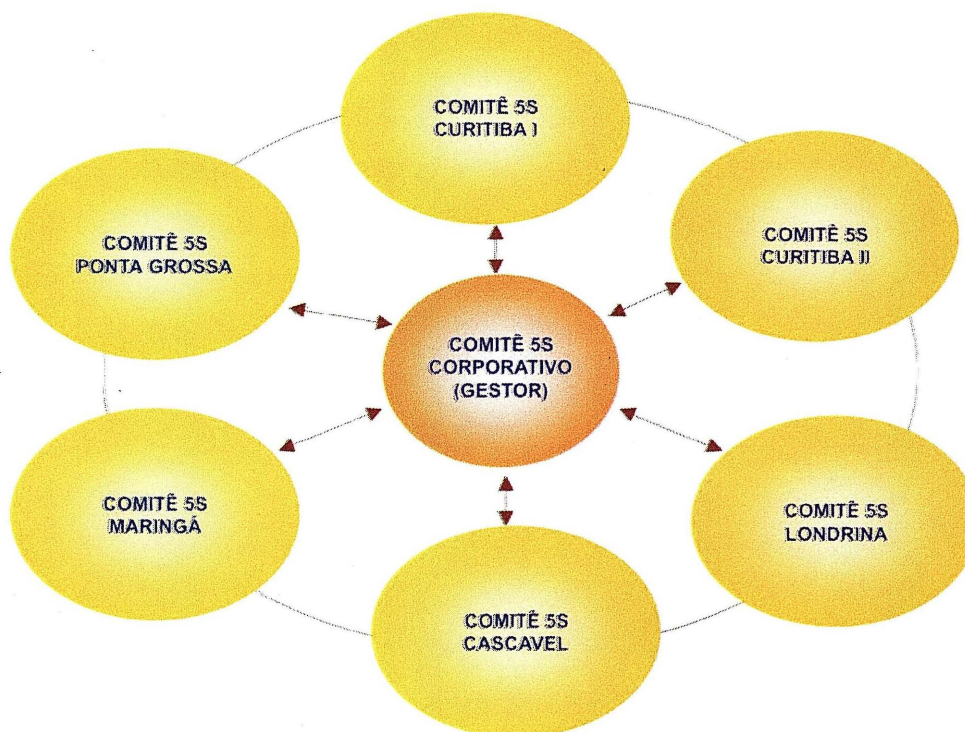 COMITÊ 5S
CURITIBA I
COMITÊ 5S
CURITIBA II
COMITÊ 5S
PONTA GROSSA
COMITÊ 5S
CORPORATIVO
(GESTOR)
COMITÊ 5S
MARINGÁ
COMITÊ 5S
LONDRINA
COMITÊ 5S
CASCAVEL